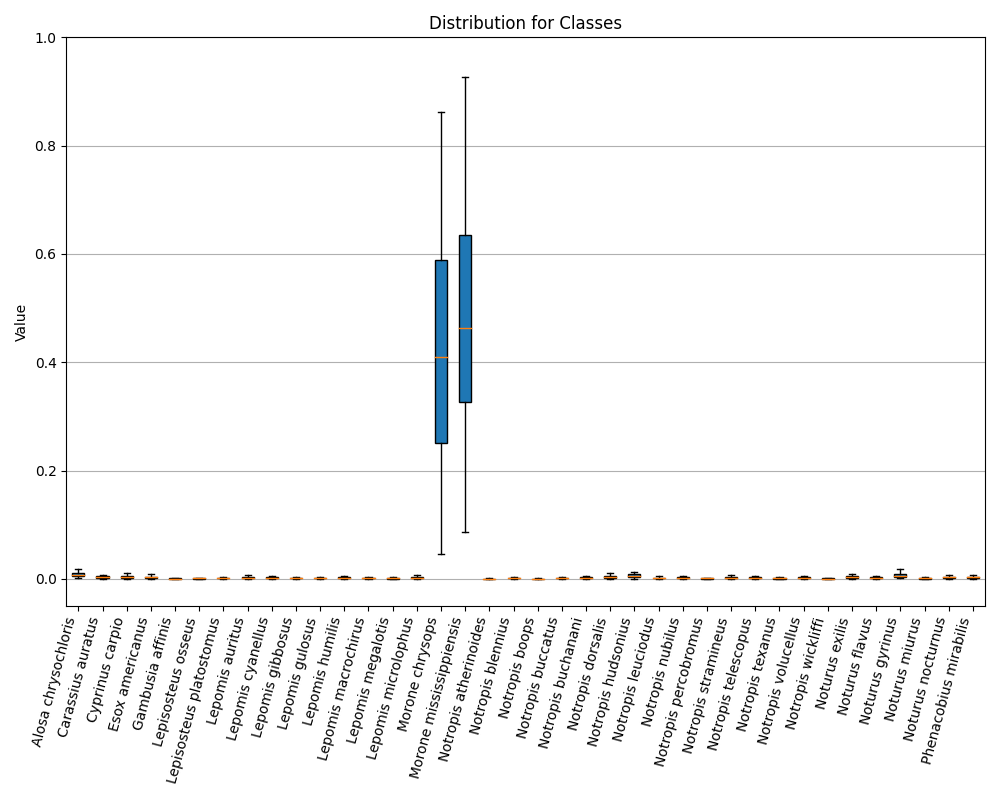 Distribution for Classes
Value
1.0
0.8
0.6
0.4
0.2
0.0
Alosa chrysochloris
Carassius auratus
Cyprinus carpio
Esox americanus
Gambusia affinis
Lepisosteus osseus
Lepisosteus platostomus
Lepomis auritus
Lepomis cyanellus
Lepomis gibbosus
Lepomis gulosus
Lepomis humilis
Lepomis macrochirus
Lepomis megalotis
Lepomis microlophus
Morone chrysops
Morone mississippiensis
Notropis atherinoides
Notropis blennius
Notropis boops
Notropis buccatus
Notropis buchanani
Notropis dorsalis
Notropis hudsonius
Notropis leuciodus
Notropis nubilus
Notropis percobromus
Notropis stramineus
Notropis telescopus
Notropis texanus
Notropis volucellus
Notropis wickliffi
Noturus exilis
Noturus flavus
Noturus gyrinus
Noturus miurus
Noturus nocturnus
Phenacobius mirabilis